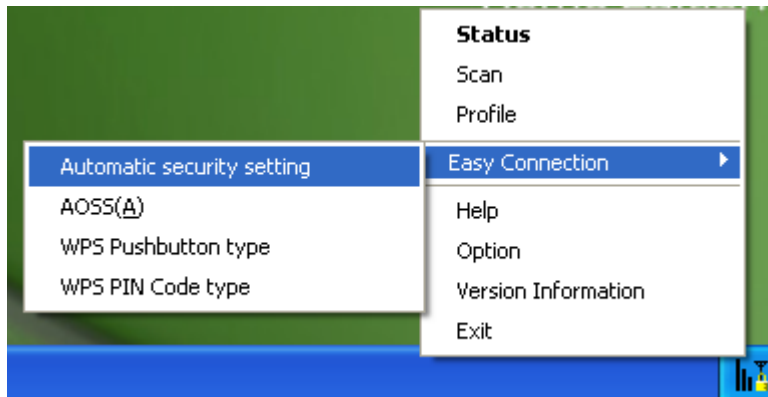 Status
Scan
Profile
Easy Connection
Automatic security setting
AOSS(A)
WPS Pushbutton type
WPS PIN Code type
Help
Option
Version Information
Exit